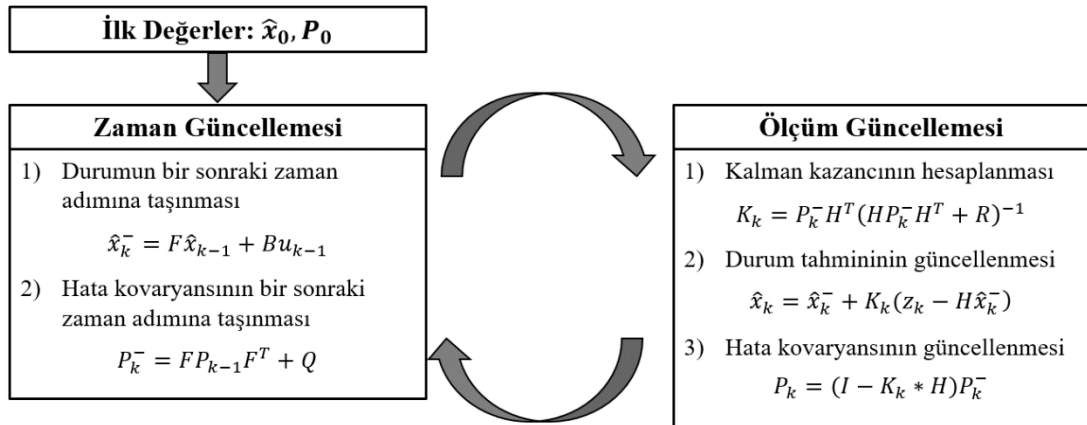 İlk Değerler: x̂₀, P₀
Zaman Güncellemesi
1) Durumun bir sonraki zaman
adımına taşınması
x̂ₖ⁻ = Fx̂ₖ₋₁ + Buₖ₋₁
2) Hata kovaryansının bir sonraki
zaman adımına taşınması
Pₖ⁻ = FPₖ₋₁Fᵀ + Q
Ölçüm Güncellemesi
1) Kalman kazancının hesaplanması
Kₖ = Pₖ⁻Hᵀ(HPₖ⁻Hᵀ + R)⁻¹
2) Durum tahmininin güncellenmesi
x̂ₖ = x̂ₖ⁻ + Kₖ(zₖ − Hx̂ₖ⁻)
3) Hata kovaryansının güncellenmesi
Pₖ = (I − Kₖ * H)Pₖ⁻